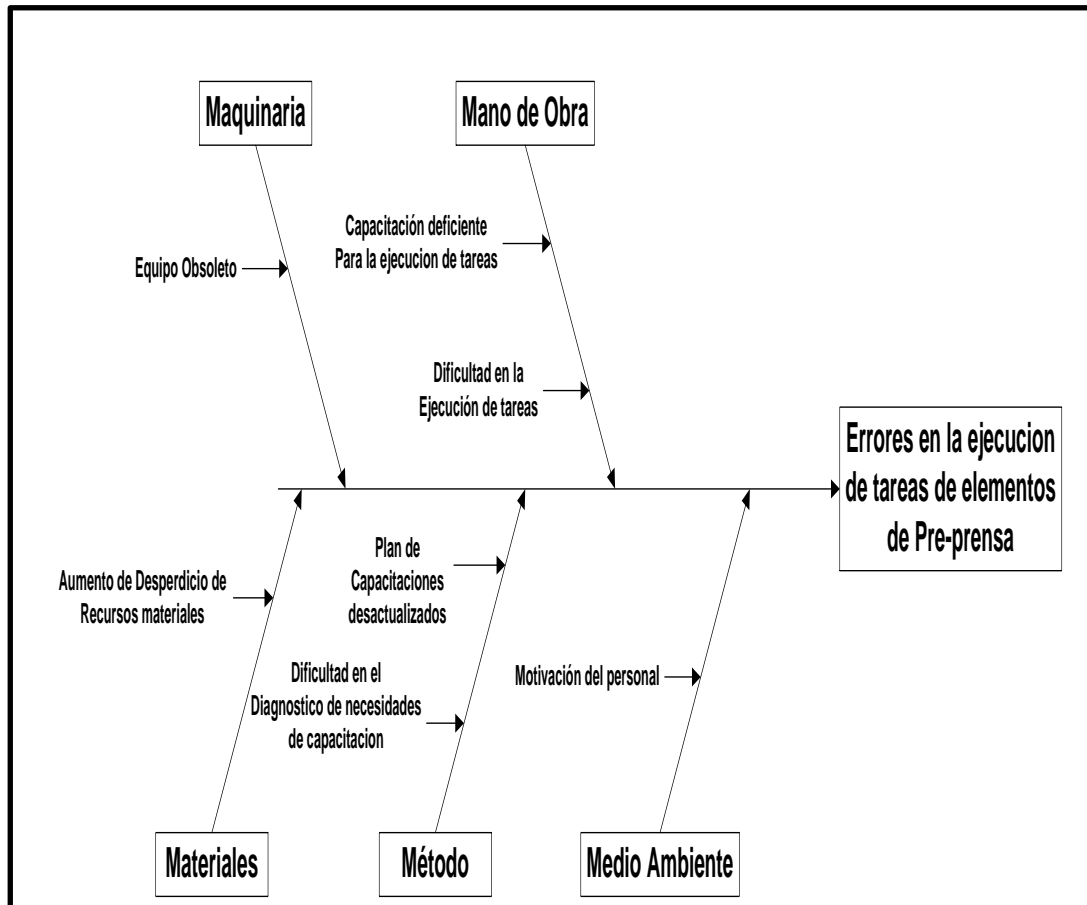 Maquinaria
Mano de Obra
Capacitación deficiente
Para la ejecucion de tareas
Equipo Obsoleto
Dificultad en la
Ejecución de tareas
Errores en la ejecucion
de tareas de elementos
de Pre-prensa
Aumento de Desperdicio de
Recursos materiales
Plan de
Capacitaciones
desactualizados
Dificultad en el
Diagnostico de necesidades
de capacitacion
Motivación del personal
Materiales
Método
Medio Ambiente